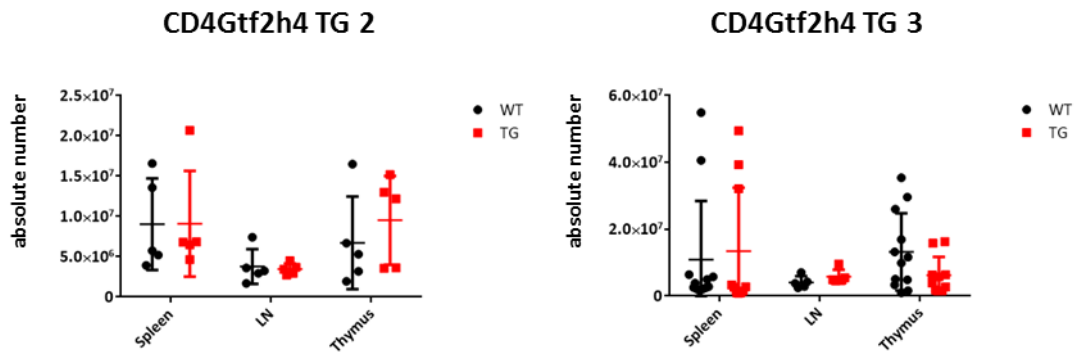 CD4Gtf2h4 TG 2
absolute number
2.5×10⁷
2.0×10⁷
1.5×10⁷
1.0×10⁷
5.0×10⁶
0
Spleen
LN
Thymus
WT
TG
CD4Gtf2h4 TG 3
absolute number
6.0×10⁷
4.0×10⁷
2.0×10⁷
0
Spleen
LN
Thymus
WT
TG